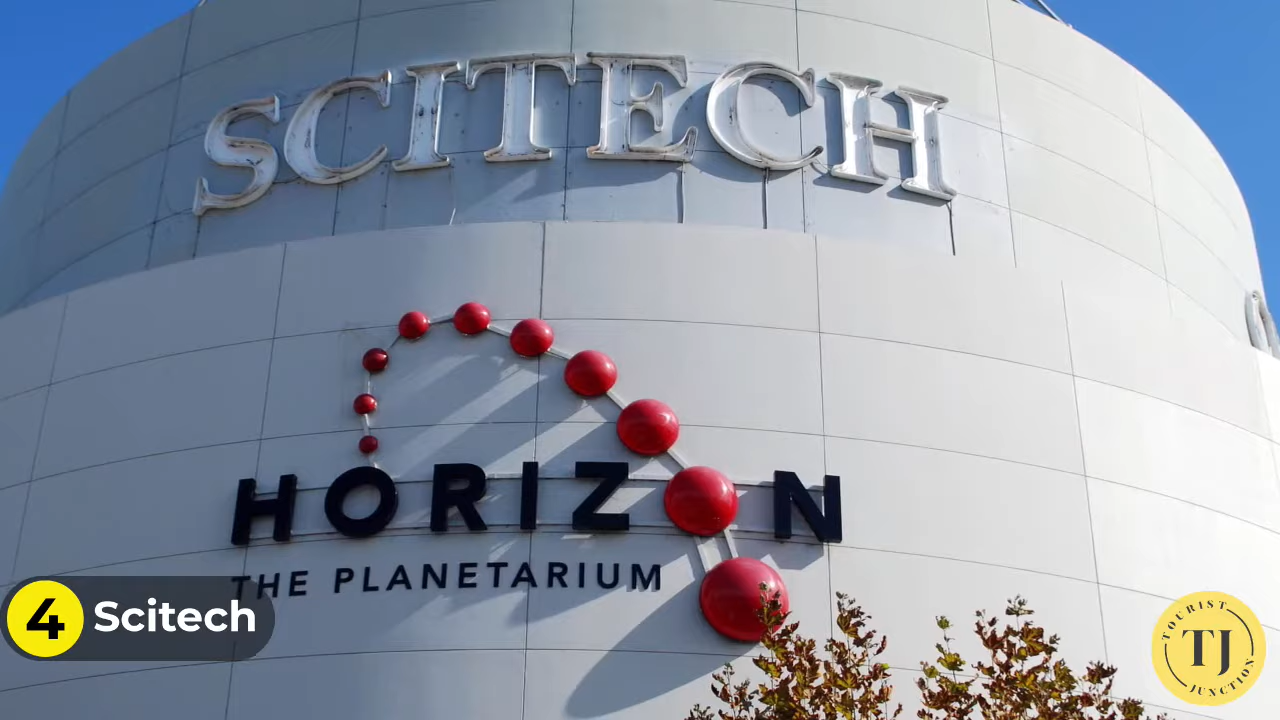 SCITECH
HORIZON
THE PLANETARIUM
4 Scitech
TOURIST
TJ
JUNCTION